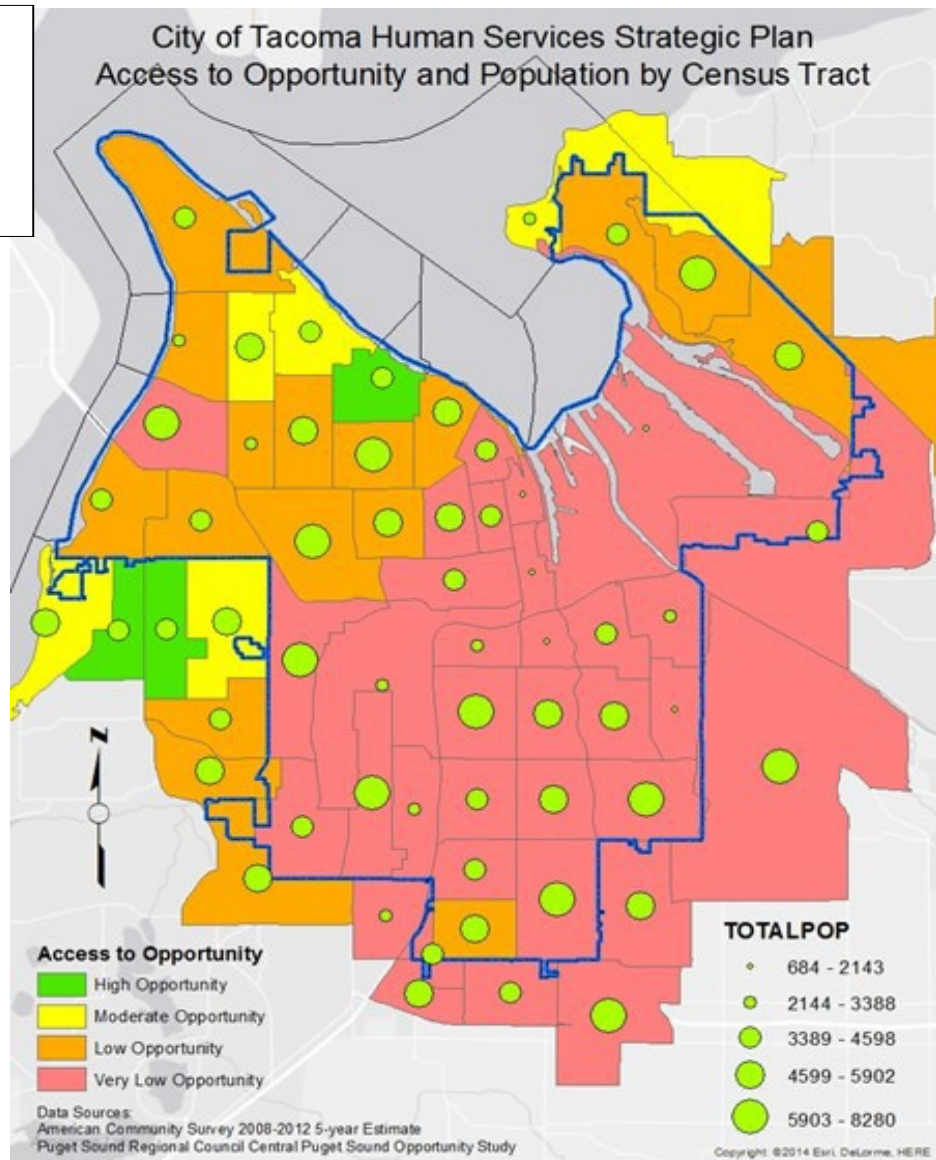 City of Tacoma Human Services Strategic Plan
Access to Opportunity and Population by Census Tract
N
Access to Opportunity
High Opportunity
Moderate Opportunity
Low Opportunity
Very Low Opportunity
Data Sources:
American Community Survey 2008-2012 5-year Estimate
Puget Sound Regional Council Central Puget Sound Opportunity Study
TOTALPOP
684 - 2143
2144 - 3388
3389 - 4598
4599 - 5902
5903 - 8280
Copyright: ©2014 Esri, DeLorme, HERE